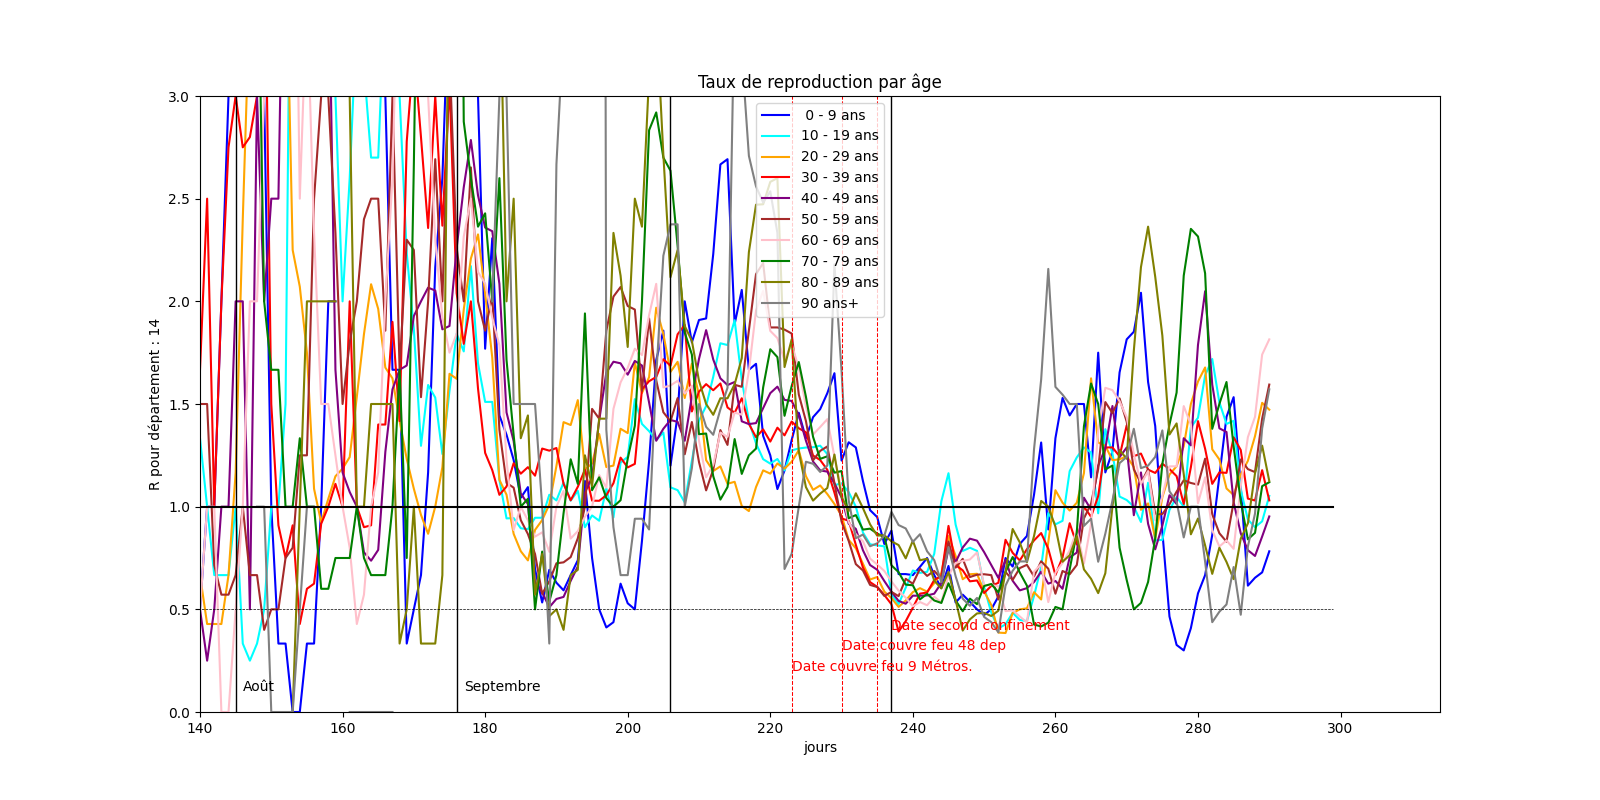 Taux de reproduction par âge
3.0
2.5
2.0
1.5
1.0
0.5
0.0
R pour département : 14
0 - 9 ans
10 - 19 ans
20 - 29 ans
30 - 39 ans
40 - 49 ans
50 - 59 ans
60 - 69 ans
70 - 79 ans
80 - 89 ans
90 ans+
Date second confinement
Date couvre feu 48 dep
Date couvre feu 9 Métros.
Août
Septembre
140 160 180 200 220 240 260 280 300
jours